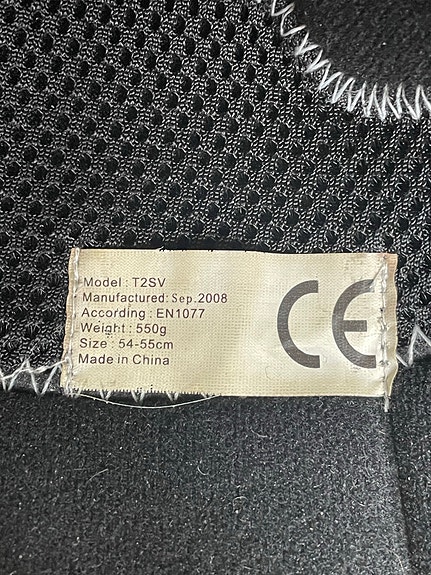 Model : T2SV
Manufactured: Sep.2008
According : EN1077
Weight : 550g
Size : 54-55cm
Made in China
CE